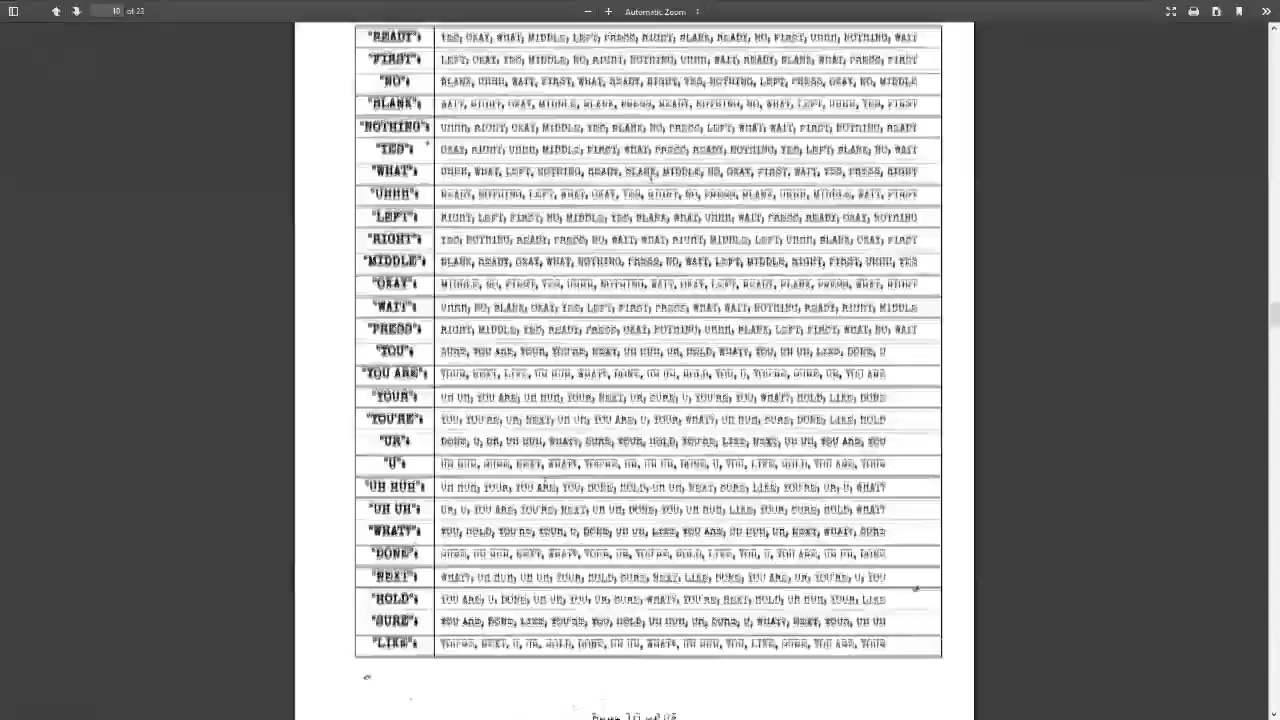 10 of 23
Automatic Zoom
"READY": YES, OKAY, WHAT, MIDDLE, LEFT, PRESS, RIGHT, BLANK, READY, NO, FIRST, UHHH, NOTHING, WAIT
"FIRST": LEFT, OKAY, YES, MIDDLE, NO, RIGHT, NOTHING, UHHH, WAIT, READY, BLANK, WHAT, PRESS, FIRST
"NO": BLANK, UHHH, WAIT, FIRST, WHAT, READY, RIGHT, YES, NOTHING, LEFT, PRESS, OKAY, NO, MIDDLE
"BLANK": WAIT, RIGHT, OKAY, MIDDLE, BLANK, PRESS, READY, NOTHING, NO, WHAT, LEFT, UHHH, YES, FIRST
"NOTHING": UHHH, RIGHT, OKAY, MIDDLE, YES, BLANK, NO, PRESS, LEFT, WHAT, WAIT, FIRST, NOTHING, READY
"YES": OKAY, RIGHT, UHHH, MIDDLE, FIRST, WHAT, PRESS, READY, NOTHING, YES, LEFT, BLANK, NO, WAIT
"WHAT": UHHH, WHAT, LEFT, NOTHING, READY, BLANK, MIDDLE, NO, OKAY, FIRST, WAIT, YES, PRESS, RIGHT
"UHHH": READY, NOTHING, LEFT, WHAT, OKAY, YES, RIGHT, NO, PRESS, BLANK, UHHH, MIDDLE, WAIT, FIRST
"LEFT": RIGHT, LEFT, FIRST, NO, MIDDLE, YES, BLANK, WHAT, UHHH, WAIT, PRESS, READY, OKAY, NOTHING
"RIGHT": YES, NOTHING, READY, PRESS, NO, WAIT, WHAT, RIGHT, MIDDLE, LEFT, UHHH, BLANK, OKAY, FIRST
"MIDDLE": BLANK, READY, OKAY, WHAT, NOTHING, PRESS, NO, WAIT, LEFT, MIDDLE, RIGHT, FIRST, UHHH, YES
"OKAY": MIDDLE, NO, FIRST, YES, UHHH, NOTHING, WAIT, OKAY, LEFT, READY, BLANK, PRESS, WHAT, RIGHT
"WAIT": UHHH, NO, BLANK, OKAY, YES, LEFT, FIRST, PRESS, WHAT, WAIT, NOTHING, READY, RIGHT, MIDDLE
"PRESS": RIGHT, MIDDLE, YES, READY, PRESS, OKAY, NOTHING, UHHH, BLANK, LEFT, FIRST, WHAT, NO, WAIT
"YOU": SURE, YOU ARE, YOUR, YOU'RE, NEXT, UH HUH, UR, HOLD, WHAT?, YOU, UH UH, LIKE, DONE, U
"YOU ARE": YOUR, NEXT, LIKE, UH HUH, WHAT?, DONE, UH UH, HOLD, YOU, U, YOU'RE, SURE, UR, YOU ARE
"YOUR": UH UH, YOU ARE, UH HUH, YOUR, NEXT, UR, SURE, U, YOU'RE, YOU, WHAT?, HOLD, LIKE, DONE
"YOU'RE": YOU, YOU'RE, UR, NEXT, UH UH, YOU ARE, U, YOUR, WHAT?, UH HUH, SURE, DONE, LIKE, HOLD
"UR": DONE, U, UR, UH HUH, WHAT?, SURE, YOUR, HOLD, YOU'RE, LIKE, NEXT, UH UH, YOU ARE, YOU
"U": UH HUH, SURE, NEXT, WHAT?, YOU'RE, UR, UH UH, DONE, U, YOU, LIKE, HOLD, YOU ARE, YOUR
"UH HUH": UH HUH, YOUR, YOU ARE, YOU, DONE, HOLD, UH UH, NEXT, SURE, LIKE, YOU'RE, UR, U, WHAT?
"UH UH": UR, U, YOU ARE, YOU'RE, NEXT, UH UH, DONE, YOU, UH HUH, LIKE, YOUR, SURE, HOLD, WHAT?
"WHAT?": YOU, HOLD, YOU'RE, YOUR, U, DONE, UH UH, LIKE, YOU ARE, UH HUH, UR, NEXT, WHAT?, SURE
"DONE": SURE, UH HUH, NEXT, WHAT?, YOUR, UR, YOU'RE, HOLD, LIKE, YOU, U, YOU ARE, UH UH, DONE
"NEXT": WHAT?, UH HUH, UH UH, YOUR, HOLD, SURE, NEXT, LIKE, DONE, YOU ARE, UR, YOU'RE, U, YOU
"HOLD": YOU ARE, U, DONE, UH UH, YOU, UR, SURE, WHAT?, YOU'RE, NEXT, HOLD, UH HUH, YOUR, LIKE
"SURE": YOU ARE, DONE, LIKE, YOU'RE, YOU, HOLD, UH HUH, UR, SURE, U, WHAT?, NEXT, YOUR, UH UH
"LIKE": YOU'RE, NEXT, U, UR, HOLD, DONE, UH UH, WHAT?, UH HUH, YOU, LIKE, SURE, YOU ARE, YOUR